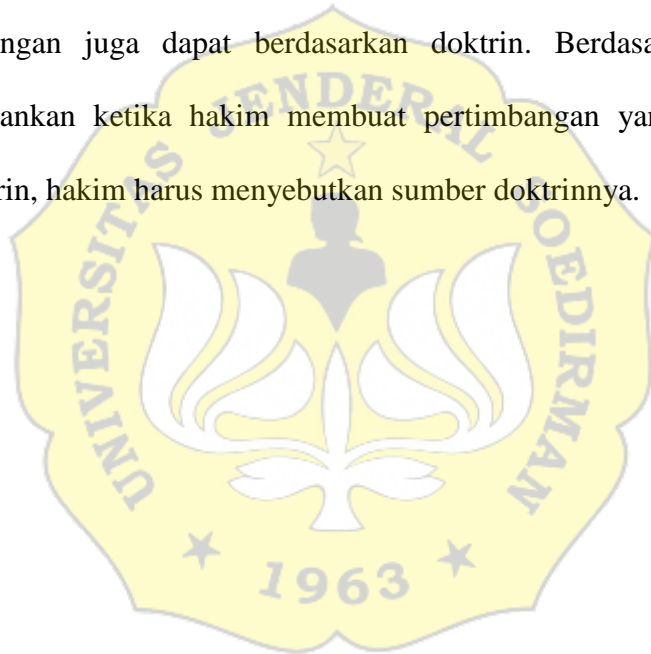 ngan juga dapat berdasarkan doktrin. Berdasa
ankan ketika hakim membuat pertimbangan yan
rin, hakim harus menyebutkan sumber doktrinnya.
UNIVERSITAS JENDERAL SOEDIRMAN
1963